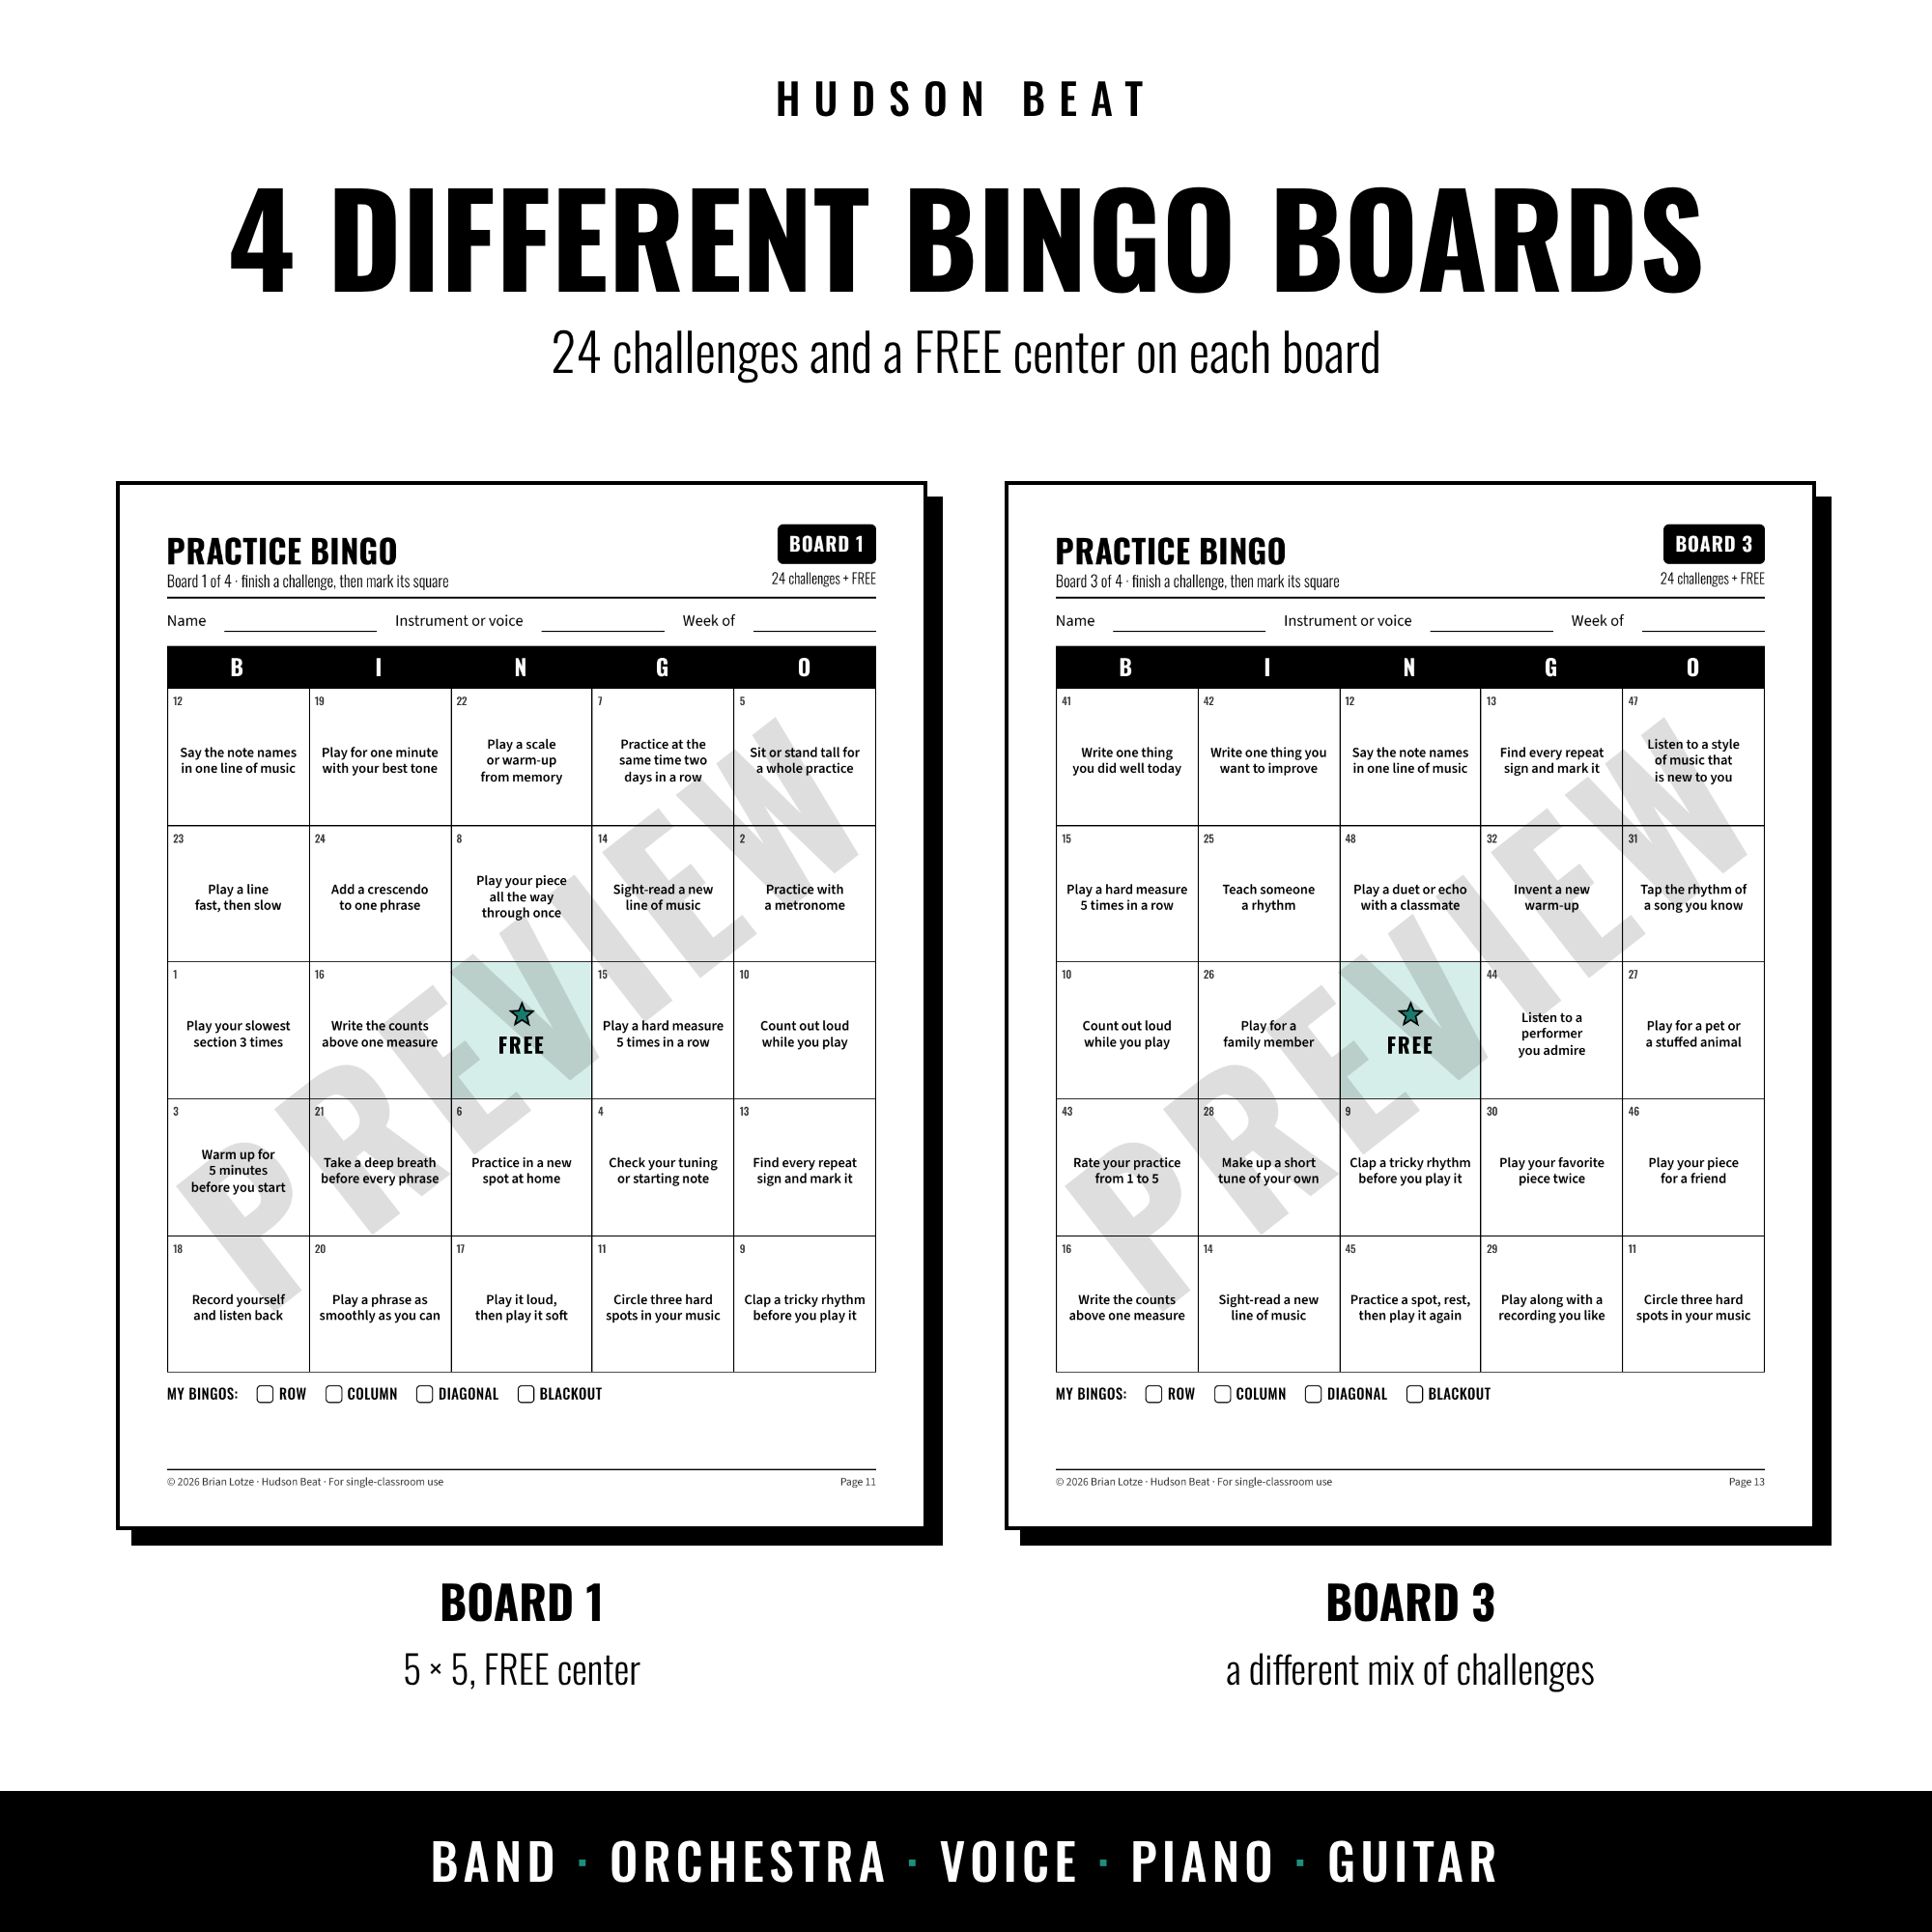 HUDSON BEAT
4 DIFFERENT BINGO BOARDS
24 challenges and a FREE center on each board
PRACTICE BINGO
BOARD 1
Board 1 of 4 · finish a challenge, then mark its square
24 challenges + FREE
Name
Instrument or voice
Week of
B I N G O
12
Say the note names
in one line of music
19
Play for one minute
with your best tone
22
Play a scale
or warm-up
from memory
7
Practice at the
same time two
days in a row
5
Sit or stand tall for
a whole practice
23
Play a line
fast, then slow
24
Add a crescendo
to one phrase
8
Play your piece
all the way
through once
14
Sight-read a new
line of music
2
Practice with
a metronome
1
Play your slowest
section 3 times
16
Write the counts
above one measure
FREE
15
Play a hard measure
5 times in a row
10
Count out loud
while you play
3
Warm up for
5 minutes
before you start
21
Take a deep breath
before every phrase
6
Practice in a new
spot at home
4
Check your tuning
or starting note
13
Find every repeat
sign and mark it
18
Record yourself
and listen back
20
Play a phrase as
smoothly as you can
17
Play it loud,
then play it soft
11
Circle three hard
spots in your music
9
Clap a tricky rhythm
before you play it
PREVIEW
MY BINGOS: ROW COLUMN DIAGONAL BLACKOUT
© 2026 Brian Lotze · Hudson Beat · For single-classroom use
Page 11
BOARD 1
5 × 5, FREE center
PRACTICE BINGO
BOARD 3
Board 3 of 4 · finish a challenge, then mark its square
24 challenges + FREE
Name
Instrument or voice
Week of
B I N G O
41
Write one thing
you did well today
42
Write one thing you
want to improve
12
Say the note names
in one line of music
13
Find every repeat
sign and mark it
47
Listen to a style
of music that
is new to you
15
Play a hard measure
5 times in a row
25
Teach someone
a rhythm
48
Play a duet or echo
with a classmate
32
Invent a new
warm-up
31
Tap the rhythm of
a song you know
10
Count out loud
while you play
26
Play for a
family member
FREE
44
Listen to a
performer
you admire
27
Play for a pet or
a stuffed animal
43
Rate your practice
from 1 to 5
28
Make up a short
tune of your own
9
Clap a tricky rhythm
before you play it
30
Play your favorite
piece twice
46
Play your piece
for a friend
16
Write the counts
above one measure
14
Sight-read a new
line of music
45
Practice a spot, rest,
then play it again
29
Play along with a
recording you like
11
Circle three hard
spots in your music
PREVIEW
MY BINGOS: ROW COLUMN DIAGONAL BLACKOUT
© 2026 Brian Lotze · Hudson Beat · For single-classroom use
Page 13
BOARD 3
a different mix of challenges
BAND · ORCHESTRA · VOICE · PIANO · GUITAR